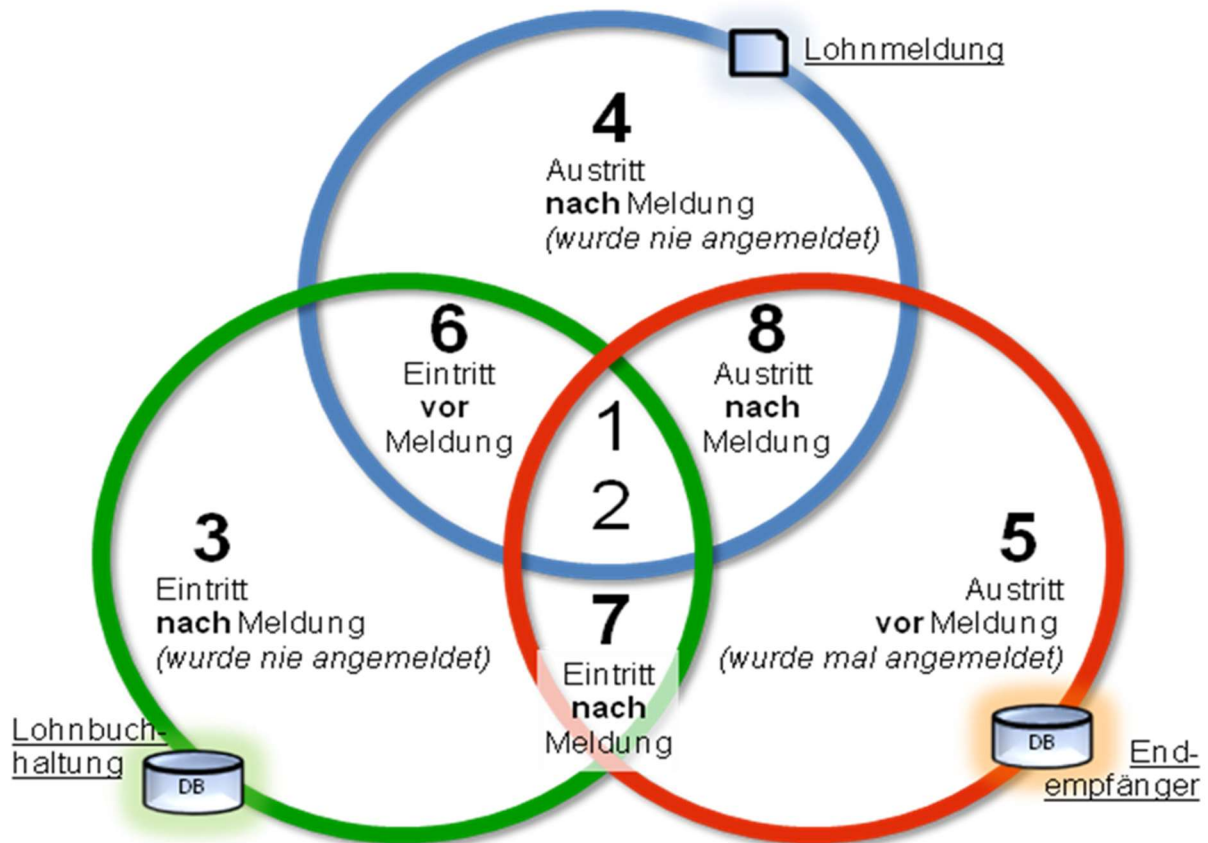 Lohnmeldung
4
Austritt
nach Meldung
(wurde nie angemeldet)
6
Eintritt
vor
Meldung
8
Austritt
nach
Meldung
1
2
3
Eintritt
nach Meldung
(wurde nie angemeldet)
5
Austritt
vor Meldung
(wurde mal angemeldet)
7
Eintritt
nach
Meldung
Lohnbuch-
haltung
DB
DB
End-
empfänger